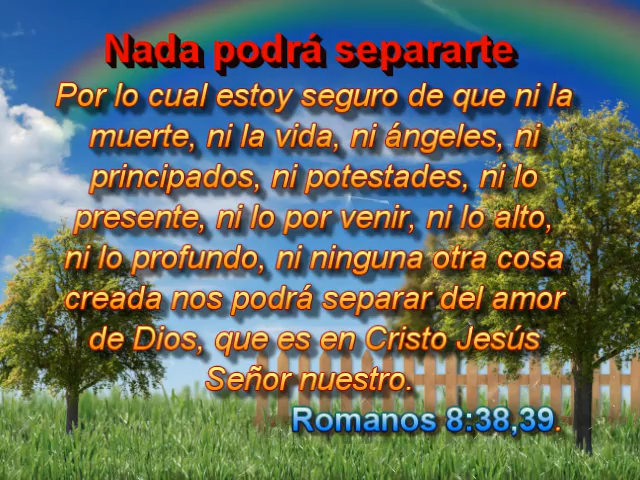 Nada podrá separarte
Por lo cual estoy seguro de que ni la
muerte, ni la vida, ni ángeles, ni
principados, ni potestades, ni lo
presente, ni lo por venir, ni lo alto,
ni lo profundo, ni ninguna otra cosa
creada nos podrá separar del amor
de Dios, que es en Cristo Jesús
Señor nuestro.
Romanos 8:38,39.